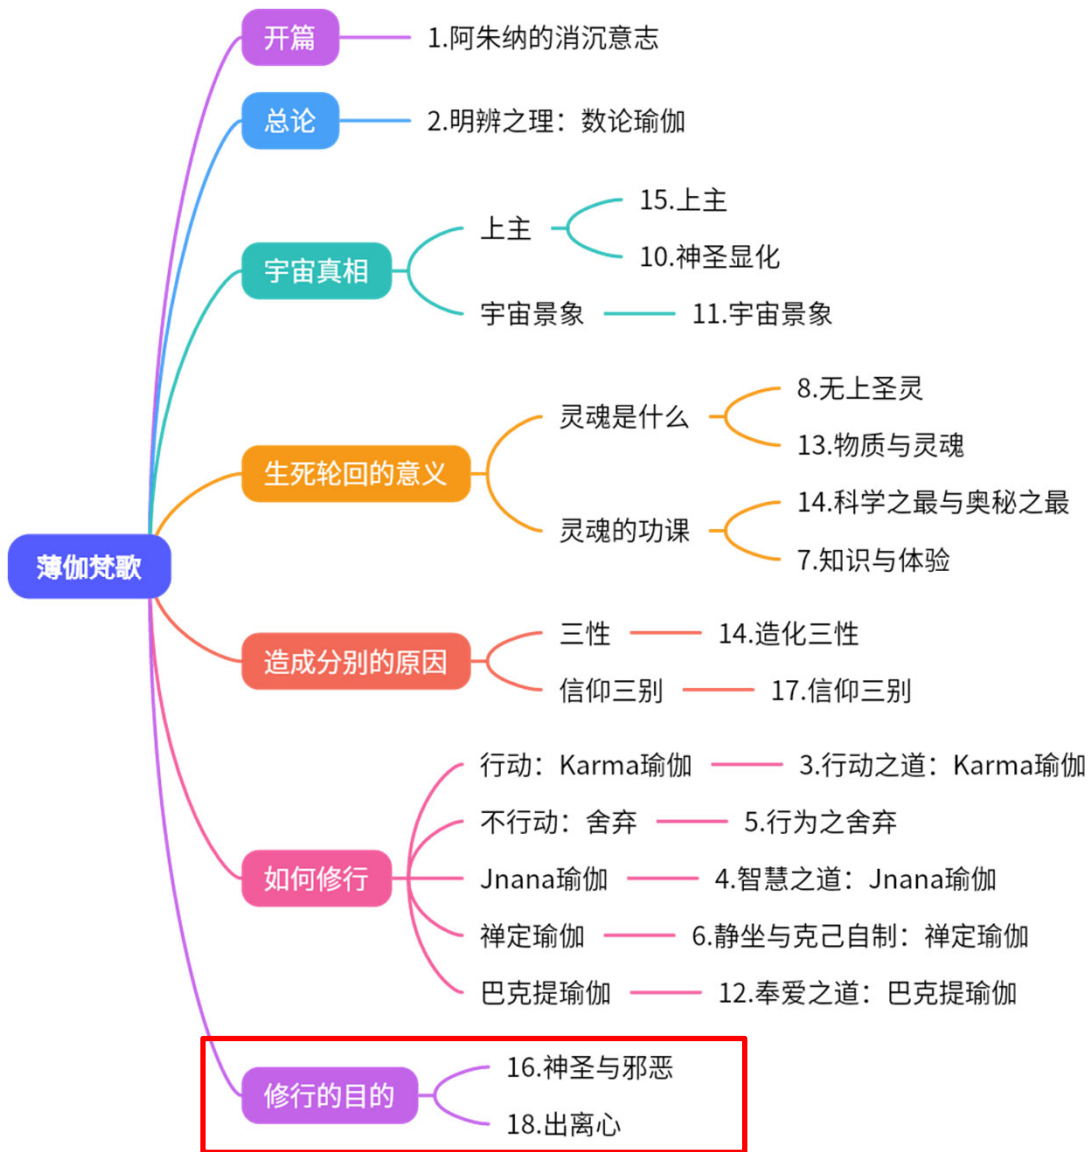 开篇
1.阿朱纳的消沉意志
总论
2.明辨之理：数论瑜伽
宇宙真相
上主
15.上主
10.神圣显化
宇宙景象
11.宇宙景象
薄伽梵歌
生死轮回的意义
灵魂是什么
8.无上圣灵
13.物质与灵魂
灵魂的功课
14.科学之最与奥秘之最
7.知识与体验
造成分别的原因
三性
14.造化三性
信仰三别
17.信仰三别
如何修行
行动：Karma瑜伽
3.行动之道：Karma瑜伽
不行动：舍弃
5.行为之舍弃
Jnana瑜伽
4.智慧之道：Jnana瑜伽
禅定瑜伽
6.静坐与克己自制：禅定瑜伽
巴克提瑜伽
12.奉爱之道：巴克提瑜伽
修行的目的
16.神圣与邪恶
18.出离心